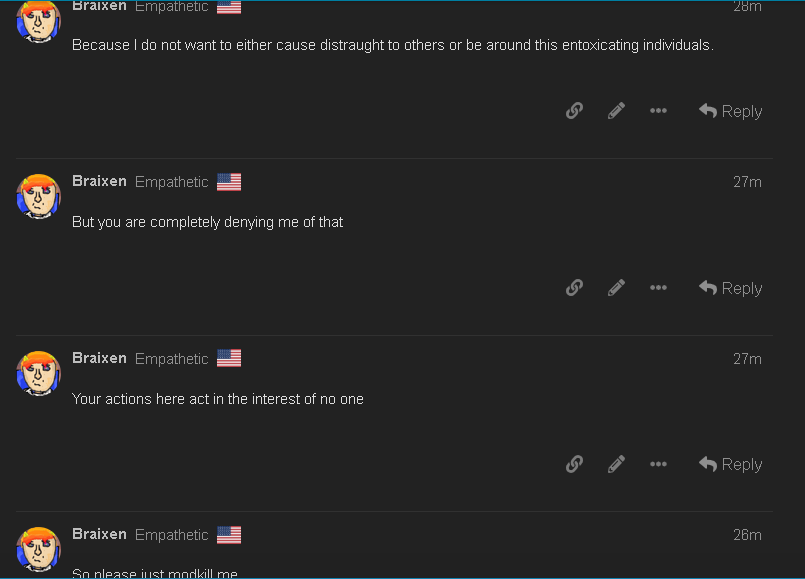 Braixen Empathetic 28m
Because I do not want to either cause distraught to others or be around this entoxicating individuals.
Reply
Braixen Empathetic 27m
But you are completely denying me of that
Reply
Braixen Empathetic 27m
Your actions here act in the interest of no one
Reply
Braixen Empathetic 26m
So please just modkill me